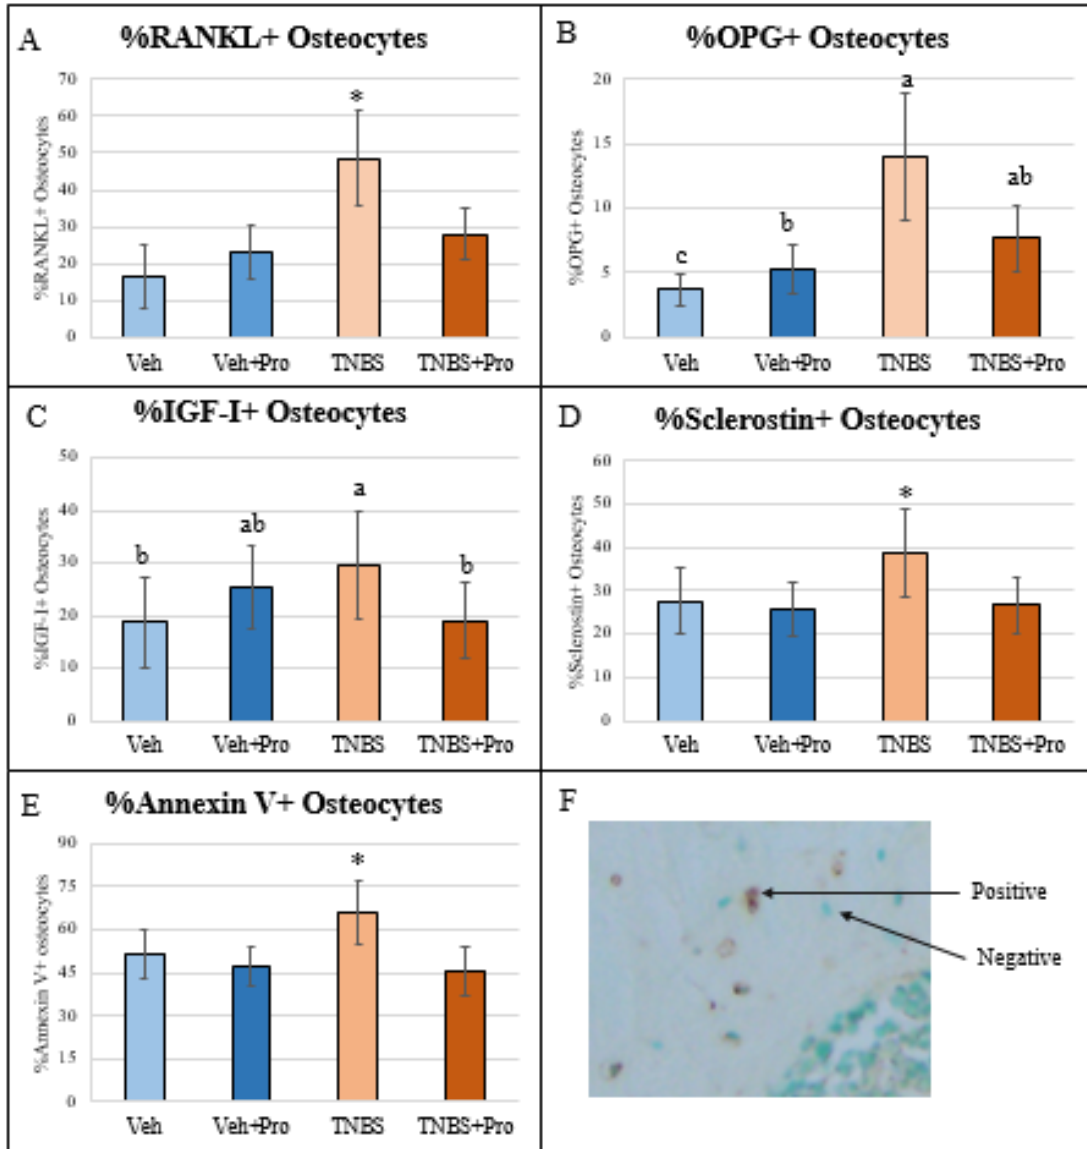 A
%RANKL+ Osteocytes
%RANKL+ Osteocytes
70
60
50
40
30
20
10
0
*
Veh
Veh+Pro
TNBS
TNBS+Pro
B
%OPG+ Osteocytes
%OPG+ Osteocytes
20
15
10
5
0
c
b
a
ab
Veh
Veh+Pro
TNBS
TNBS+Pro
C
%IGF-I+ Osteocytes
%IGF-I+ Osteocytes
50
40
30
20
10
0
b
ab
a
b
Veh
Veh+Pro
TNBS
TNBS+Pro
D
%Sclerostin+ Osteocytes
%Sclerostin+ Osteocytes
60
50
40
30
20
10
0
*
Veh
Veh+Pro
TNBS
TNBS+Pro
E
%Annexin V+ Osteocytes
%Annexin V+ osteocytes
90
75
60
45
30
15
0
*
Veh
Veh+Pro
TNBS
TNBS+Pro
F
Positive
Negative